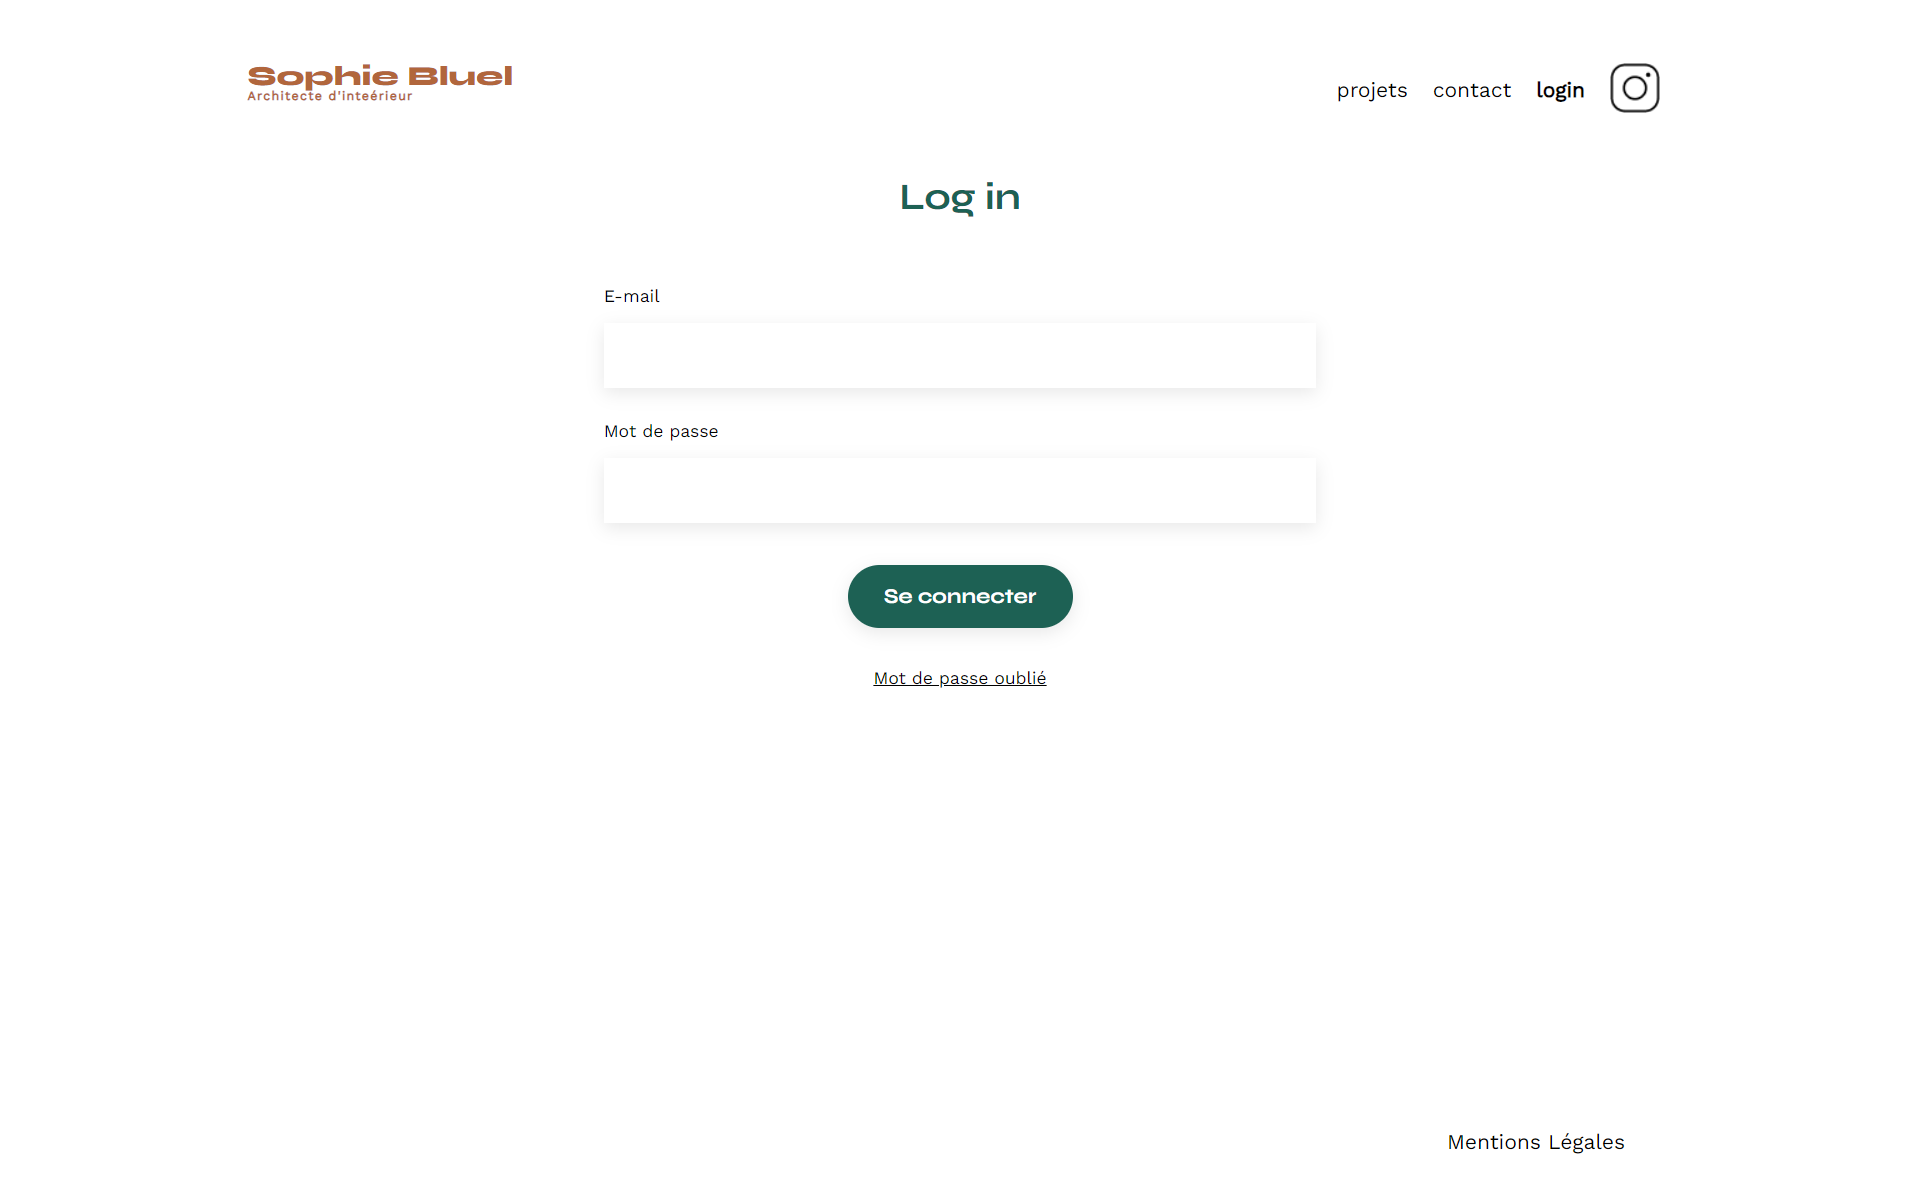 Sophie Bluel
Architecte d'inteérieur
projets contact login
Log in
E-mail
Mot de passe
Se connecter
Mot de passe oublié
Mentions Légales